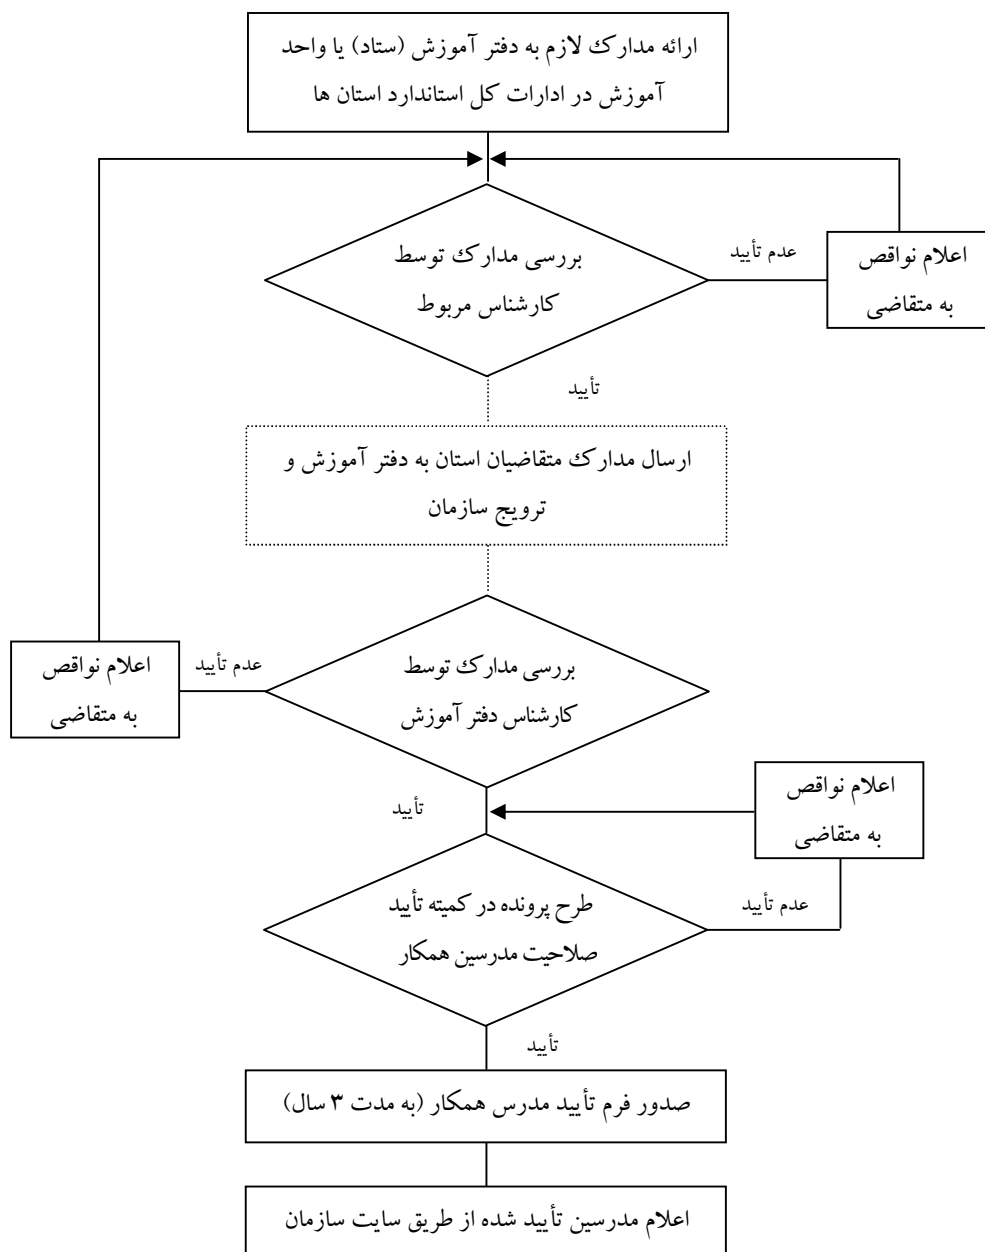 ارائه مدارک لازم به دفتر آموزش (ستاد) یا واحد
آموزش در ادارات کل استاندارد استان ها
بررسی مدارک توسط
کارشناس مربوط
عدم تأیید
اعلام نواقص
به متقاضی
تأیید
ارسال مدارک متقاضیان استان به دفتر آموزش و
ترویج سازمان
بررسی مدارک توسط
کارشناس دفتر آموزش
عدم تأیید
اعلام نواقص
به متقاضی
تأیید
اعلام نواقص
به متقاضی
طرح پرونده در کمیته تأیید
صلاحیت مدرسین همکار
عدم تأیید
تأیید
صدور فرم تأیید مدرس همکار (به مدت ۳ سال)
اعلام مدرسین تأیید شده از طریق سایت سازمان